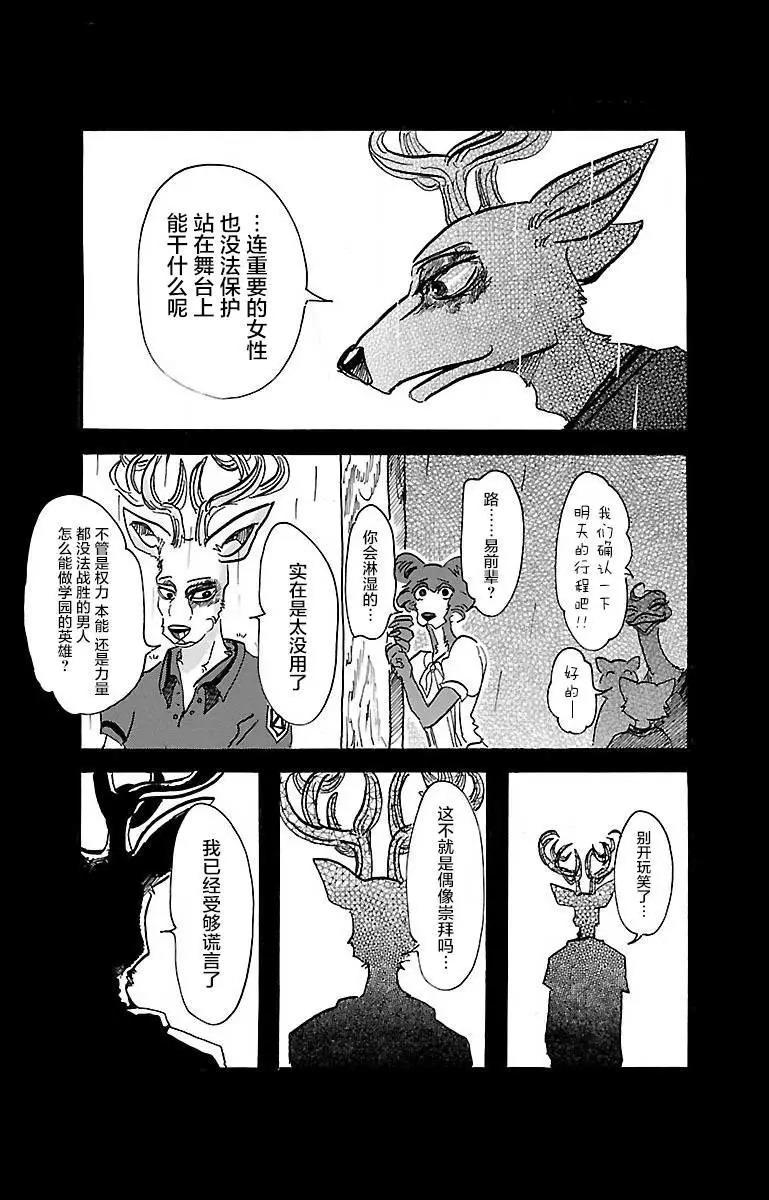 …连重要的女性
也没法保护
站在舞台上
能干什么呢
我们确认一下
明天的行程吧!!
好的—
路……易前辈？
你会淋湿的…
实在是太没用了
不管是权力 本能 还是力量
都没法战胜的男人
怎么能做学园的英雄？
别开玩笑了…
这不就是偶像崇拜吗…
我已经受够谎言了